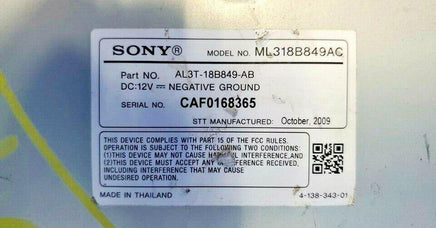 SONY® MODEL NO. ML318B849AC
PART NO. AL3T-18B849-AB
DC:12V ⎓ NEGATIVE GROUND
SERIAL NO. CAF0168365
STT MANUFACTURED: October, 2009
THIS DEVICE COMPLIES WITH PART 15 OF THE FCC RULES.
OPERATION IS SUBJECT TO THE FOLLOWING TWO CONDITIONS:
(1)THIS DEVICE MAY NOT CAUSE HARMFUL INTERFERENCE,AND
(2)THIS DEVICE MUST ACCEPT ANY INTERFERENCE RECEIVED,
INCLUDING INTERFERENCE THAT MAY CAUSE
UNDESIRED OPERATION.
MADE IN THAILAND 4-138-343-01